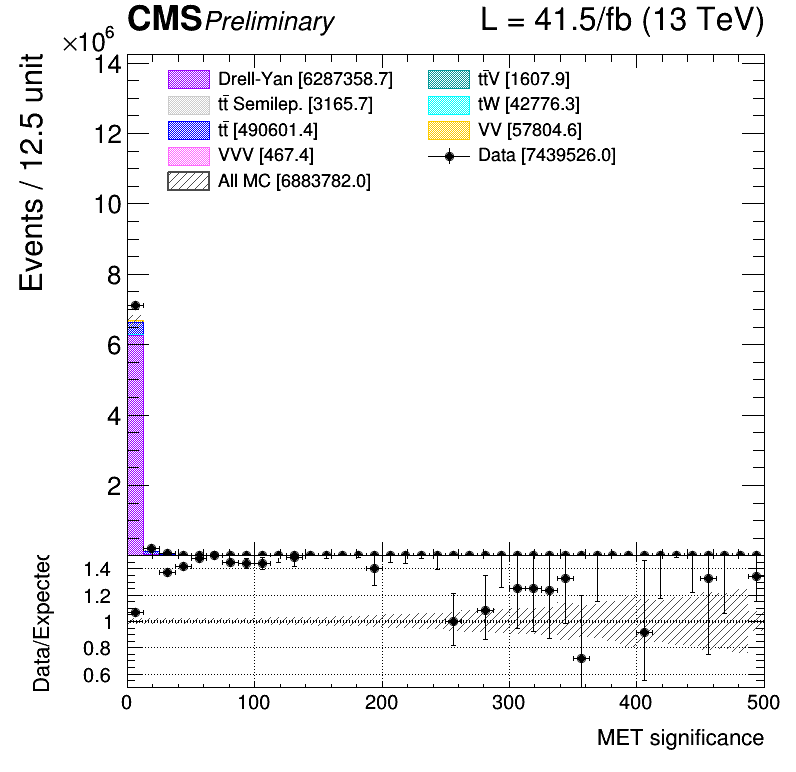 CMS Preliminary L = 41.5/fb (13 TeV)
×10⁶
Events / 12.5 unit
14
12
10
8
6
4
2
Drell-Yan [6287358.7]
tt̄ Semilep. [3165.7]
tt̄ [490601.4]
VVV [467.4]
All MC [6883782.0]
tt̄V [1607.9]
tW [42776.3]
VV [57804.6]
Data [7439526.0]
Data/Expected
1.4
1.2
1
0.8
0.6
0 100 200 300 400 500
MET significance